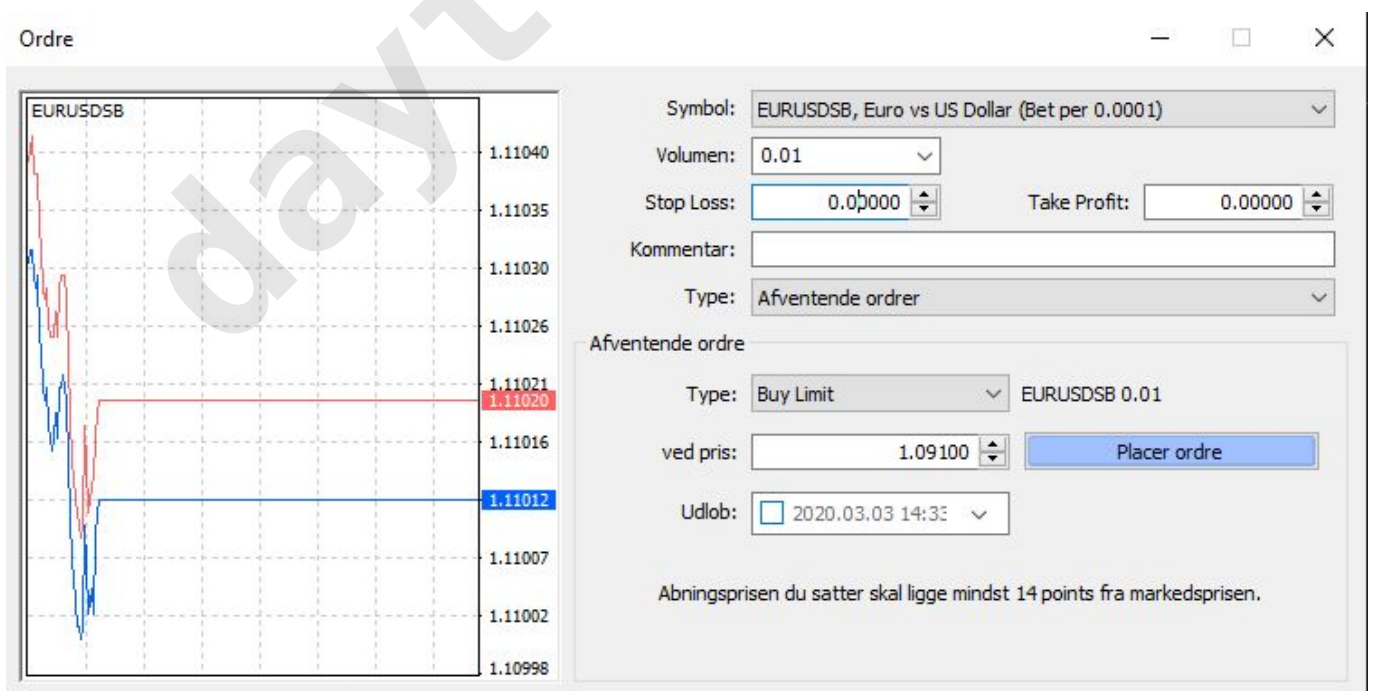 Ordre
EURUSDSB
1.11040
1.11035
1.11030
1.11026
1.11021
1.11020
1.11016
1.11012
1.11007
1.11002
1.10998
Symbol: EURUSDSB, Euro vs US Dollar (Bet per 0.0001)
Volumen: 0.01
Stop Loss: 0.00000 Take Profit: 0.00000
Kommentar:
Type: Afventende ordrer
Afventende ordre
Type: Buy Limit EURUSDSB 0.01
ved pris: 1.09100 Placer ordre
Udlob: 2020.03.03 14:33
Abningsprisen du satter skal ligge mindst 14 points fra markedsprisen.
dayt